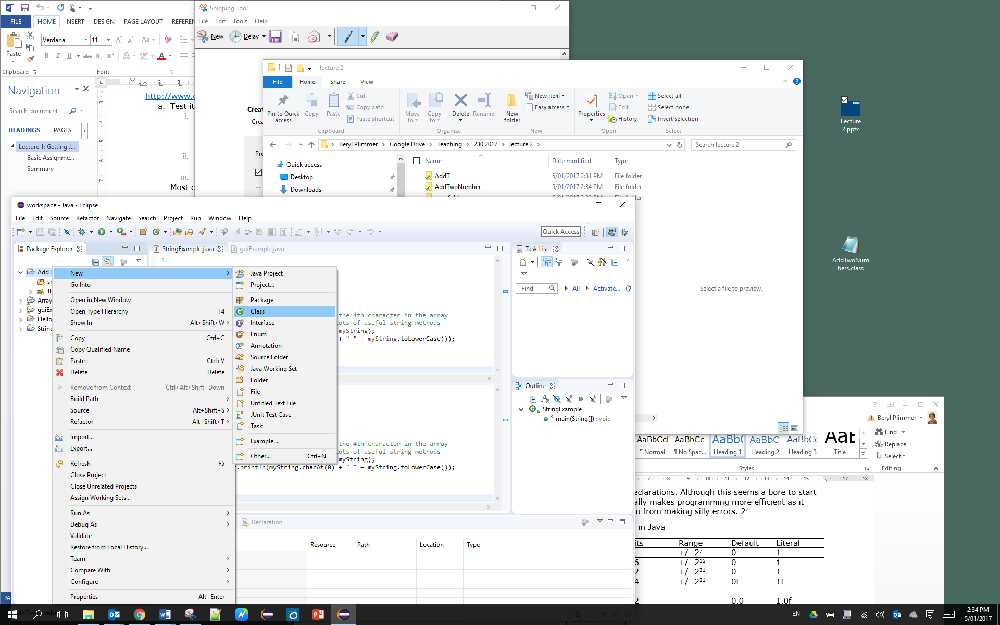 FILE HOME INSERT DESIGN PAGE LAYOUT REFEREN
Verdana 11
Paste
Clipboard Font
Navigation
Search document
HEADINGS PAGES
Lecture 1: Getting J...
Basic Assignme...
Summary
http://www.c
a. Test it
i.
ii.
iii.
Most c
Snipping Tool
File Edit Tools Help
New Delay
Creat
Crea
Pro
Lo
lecture 2
File Home Share View
Pin to Quick access
Copy
Paste
Cut
Copy path
Paste shortcut
Clipboard
Move to
Copy to
Delete
Rename
Organize
New folder
New item
Easy access
New
Properties
Open
Edit
History
Open
Select all
Select none
Invert selection
Select
Beryl Plimmer > Google Drive > Teaching > 230 2017 > lecture 2 >
Search lecture 2
Quick access
Desktop
Downloads
Name Date modified Type
AddT 5/01/2017 2:31 PM File folder
AddTwoNumber 5/01/2017 2:34 PM File folder
Select a file to preview.
Lecture
2.pptx
AddTwoNum
bers.class
workspace - Java - Eclipse
File Edit Source Refactor Navigate Search Project Run Window Help
Quick Access
Package Explorer
StringExample.java guiExample.java
1
AddT
sr
JR
Array
guiEx
Hello
String
New
Go Into
Open in New Window
Open Type Hierarchy F4
Show In Alt+Shift+W
Copy Ctrl+C
Copy Qualified Name
Paste Ctrl+V
Delete Delete
Remove from Context Ctrl+Alt+Shift+Down
Build Path
Source Alt+Shift+S
Refactor Alt+Shift+T
Import...
Export...
Refresh F5
Close Project
Close Unrelated Projects
Assign Working Sets...
Run As
Debug As
Validate
Restore from Local History...
Team
Compare With
Configure
Properties Alt+Enter
Java Project
Project...
Package
Class
Interface
Enum
Annotation
Source Folder
Java Working Set
Folder
File
Untitled Text File
JUnit Test Case
Task
Example...
Other... Ctrl+N
the 4th character in the array
lots of useful string methods
myString);
+ " " + myString.toLowerCase());
the 4th character in the array
lots of useful string methods
myString);
.println(myString.charAt(0) + " " + myString.toLowerCase());
Task List
Find All Activate...
Outline
StringExample
main(String[]) : void
Declaration
Resource Path Location Type
Beryl Plimmer
AaBbCcI AaBbCcI AaBb( AaBbC AaBbCc AaB
¶ Normal ¶ No Spac... Heading 1 Heading 2 Heading 3 Title
Styles
Find
Replace
Select
Editing
7 8 9 10 11 12 13 14 15 17 18
eclarations. Although this seems a bore to start
ally makes programming more efficient as it
u from making silly errors. 2⁷
s in Java
its Range Default Literal
+/- 2⁷ 0 1
6 +/- 2¹⁵ 0 1
2 +/- 2³¹ 0 1
4 +/- 2³¹ 0L 1L
2 0.0 1.0f
EN
2:34 PM
5/01/2017